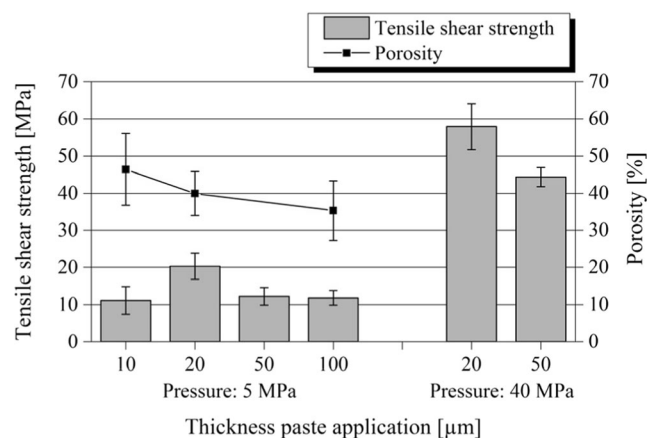 Tensile shear strength
Porosity
Tensile shear strength [MPa]
70
60
50
40
30
20
10
0
70
60
50
40
30
20
10
0
Porosity [%]
10 20 50 100 20 50
Pressure: 5 MPa Pressure: 40 MPa
Thickness paste application [µm]